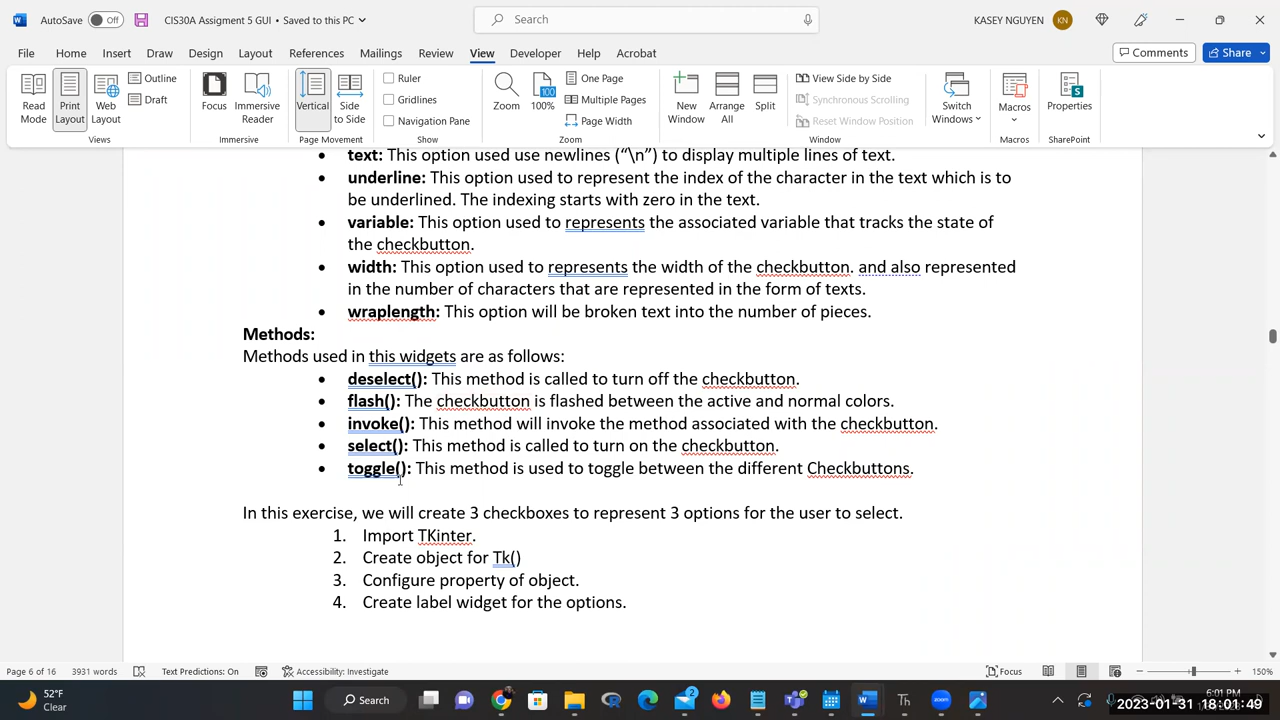 AutoSave Off CIS30A Assigment 5 GUI • Saved to this PC Search KASEY NGUYEN KN
File Home Insert Draw Design Layout References Mailings Review View Developer Help Acrobat Comments Share
Read Mode Print Layout Web Layout Outline Draft Focus Immersive Reader Vertical Side to Side Ruler Gridlines Navigation Pane Zoom 100 100% One Page Multiple Pages Page Width New Window Arrange All Split View Side by Side Synchronous Scrolling Reset Window Position Switch Windows Macros Properties
Views Immersive Page Movement Show Zoom Window Macros SharePoint
• text: This option used use newlines (“\n”) to display multiple lines of text.
• underline: This option used to represent the index of the character in the text which is to
be underlined. The indexing starts with zero in the text.
• variable: This option used to represents the associated variable that tracks the state of
the checkbutton.
• width: This option used to represents the width of the checkbutton. and also represented
in the number of characters that are represented in the form of texts.
• wraplength: This option will be broken text into the number of pieces.
Methods:
Methods used in this widgets are as follows:
• deselect(): This method is called to turn off the checkbutton.
• flash(): The checkbutton is flashed between the active and normal colors.
• invoke(): This method will invoke the method associated with the checkbutton.
• select(): This method is called to turn on the checkbutton.
• toggle(): This method is used to toggle between the different Checkbuttons.
In this exercise, we will create 3 checkboxes to represent 3 options for the user to select.
1. Import TKinter.
2. Create object for Tk()
3. Configure property of object.
4. Create label widget for the options.
Page 6 of 16 3931 words Text Predictions: On Accessibility: Investigate Focus 150%
52°F
Clear
Search
2
6:01 PM
2023-01-31 18:01:49